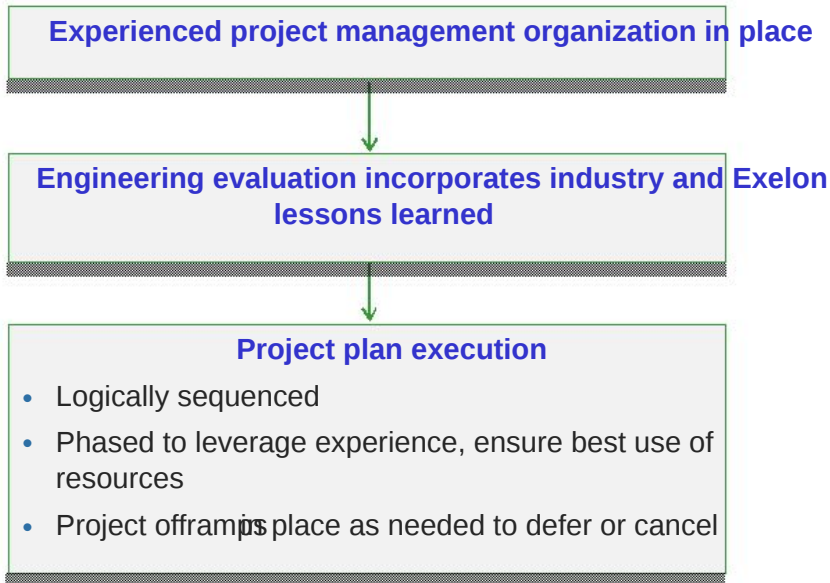 Experienced project management organization in place
Engineering evaluation incorporates industry and Exelon
lessons learned
Project plan execution
• Logically sequenced
• Phased to leverage experience, ensure best use of
resources
• Project offramps in place as needed to defer or cancel